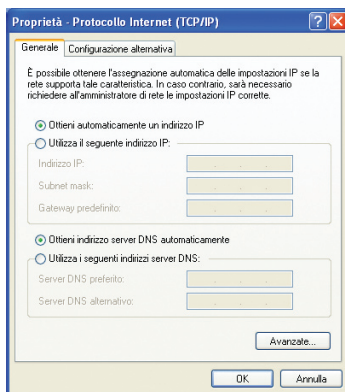 Proprietà - Protocollo Internet (TCP/IP)
Generale Configurazione alternativa
È possibile ottenere l'assegnazione automatica delle impostazioni IP se la
rete supporta tale caratteristica. In caso contrario, sarà necessario
richiedere all'amministratore di rete le impostazioni IP corrette.
Ottieni automaticamente un indirizzo IP
Utilizza il seguente indirizzo IP:
Indirizzo IP:
Subnet mask:
Gateway predefinito:
Ottieni indirizzo server DNS automaticamente
Utilizza i seguenti indirizzi server DNS:
Server DNS preferito:
Server DNS alternativo:
Avanzate...
OK Annulla